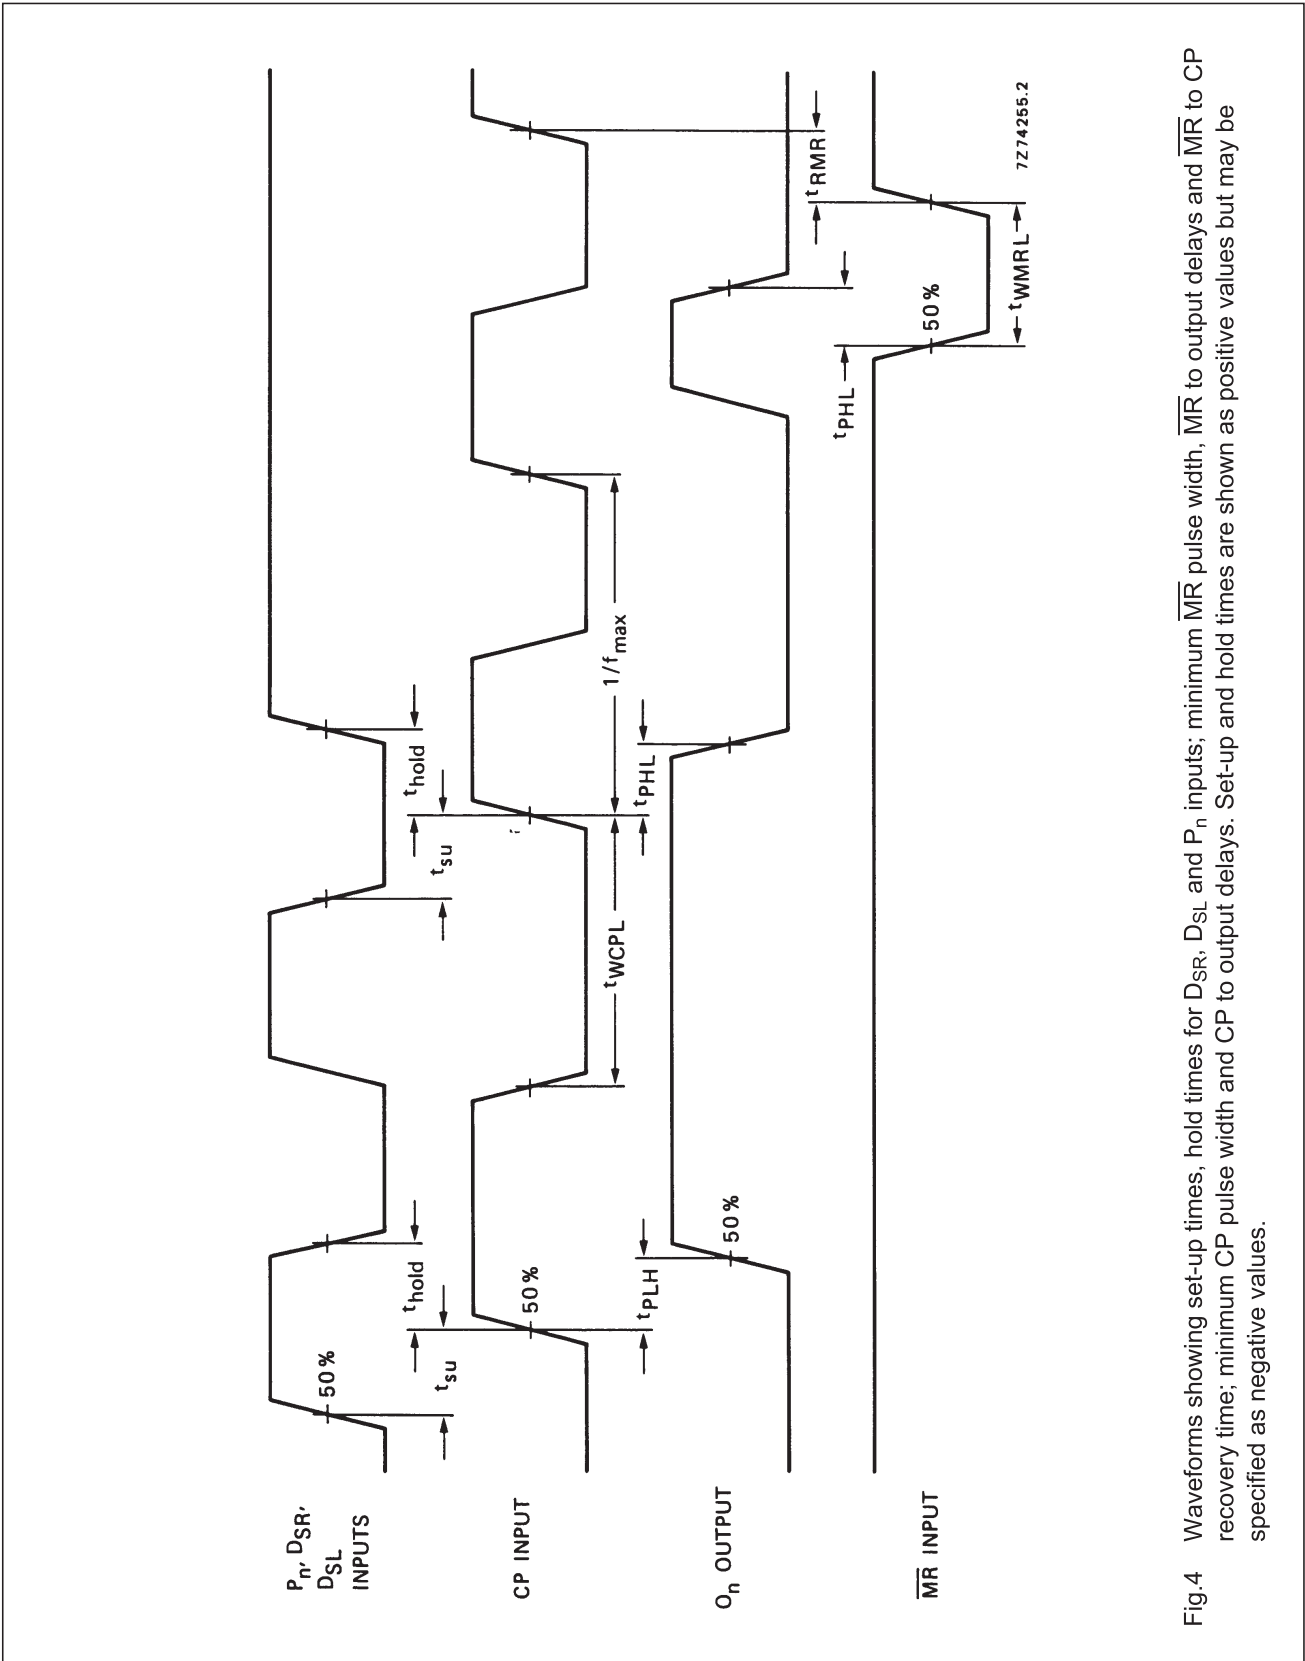 Pn, DSR,
DSL
INPUTS
50%
tsu
thold
tsu
thold
CP INPUT
50%
tWCPL
1/fmax
On OUTPUT
tPLH
50%
tPHL
tPHL
tRMR
MR INPUT
50%
tWMRL
7Z74255.2
Fig.4 Waveforms showing set-up times, hold times for DSR, DSL and Pn inputs; minimum MR pulse width, MR to output delays and MR to CP
recovery time; minimum CP pulse width and CP to output delays. Set-up and hold times are shown as positive values but may be
specified as negative values.